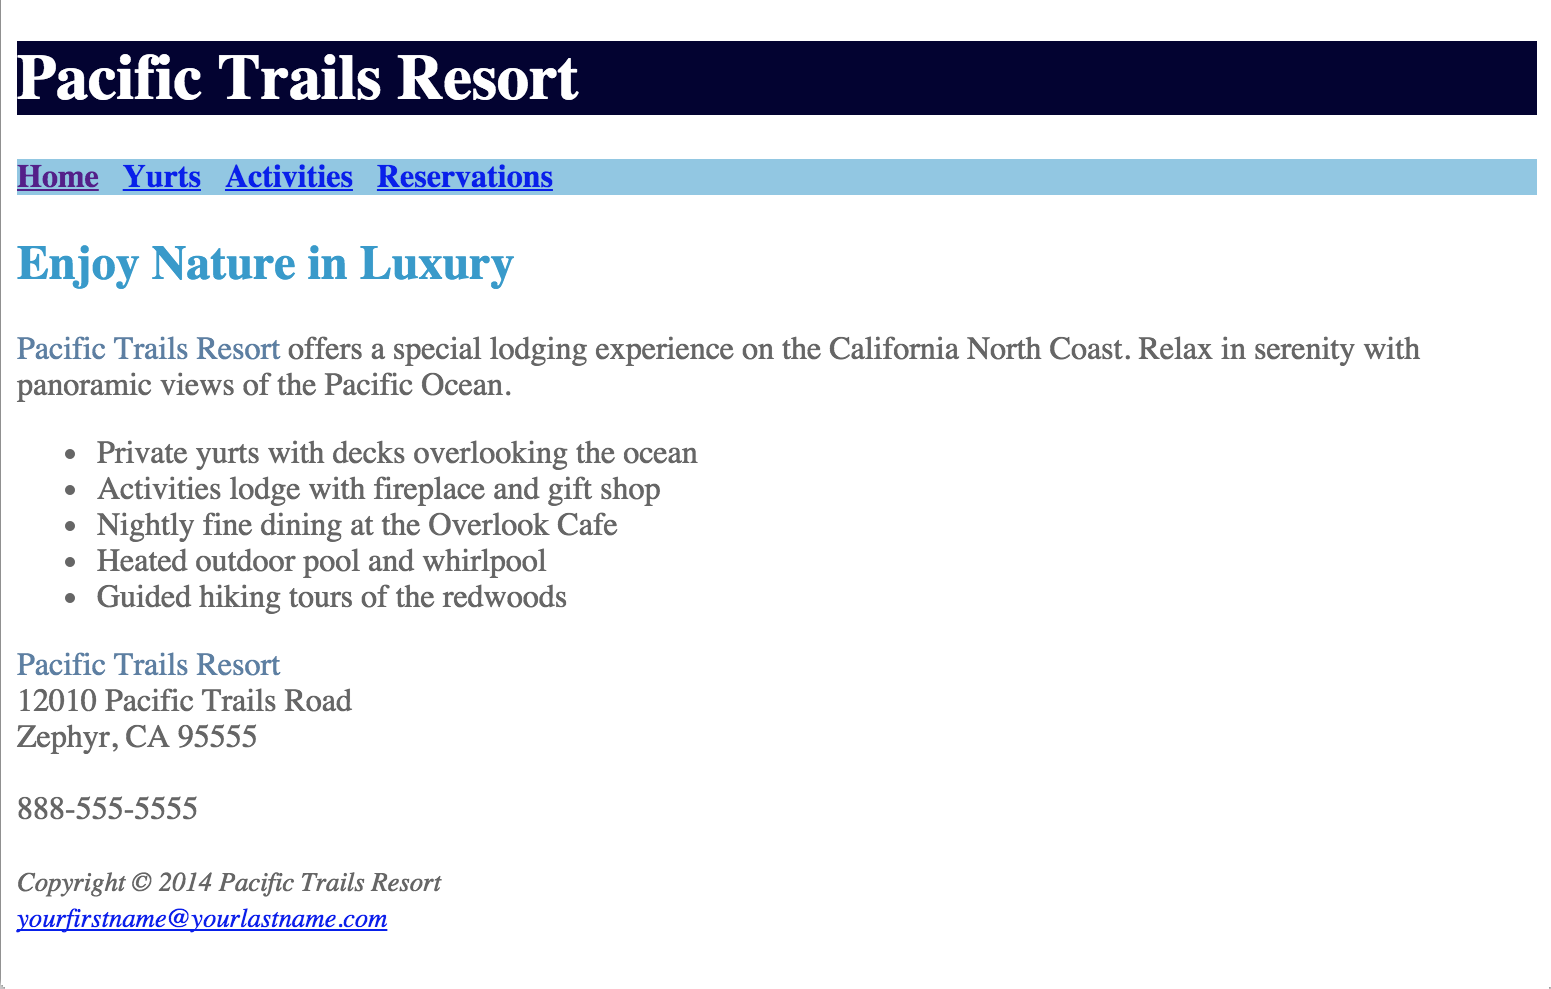 Pacific Trails Resort
Home Yurts Activities Reservations
Enjoy Nature in Luxury
Pacific Trails Resort offers a special lodging experience on the California North Coast. Relax in serenity with
panoramic views of the Pacific Ocean.
• Private yurts with decks overlooking the ocean
• Activities lodge with fireplace and gift shop
• Nightly fine dining at the Overlook Cafe
• Heated outdoor pool and whirlpool
• Guided hiking tours of the redwoods
Pacific Trails Resort
12010 Pacific Trails Road
Zephyr, CA 95555
888-555-5555
Copyright © 2014 Pacific Trails Resort
yourfirstname@yourlastname.com